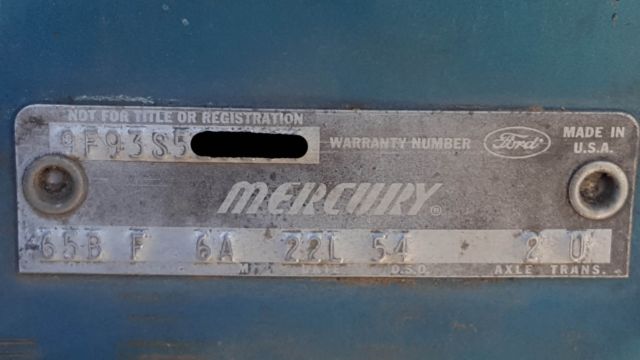 NOT FOR TITLE OR REGISTRATION
9F93S5 WARRANTY NUMBER Ford MADE IN U.S.A.
MERCURY®
65B F 6A 22L 54 2 U
D.S.O. AXLE TRANS.